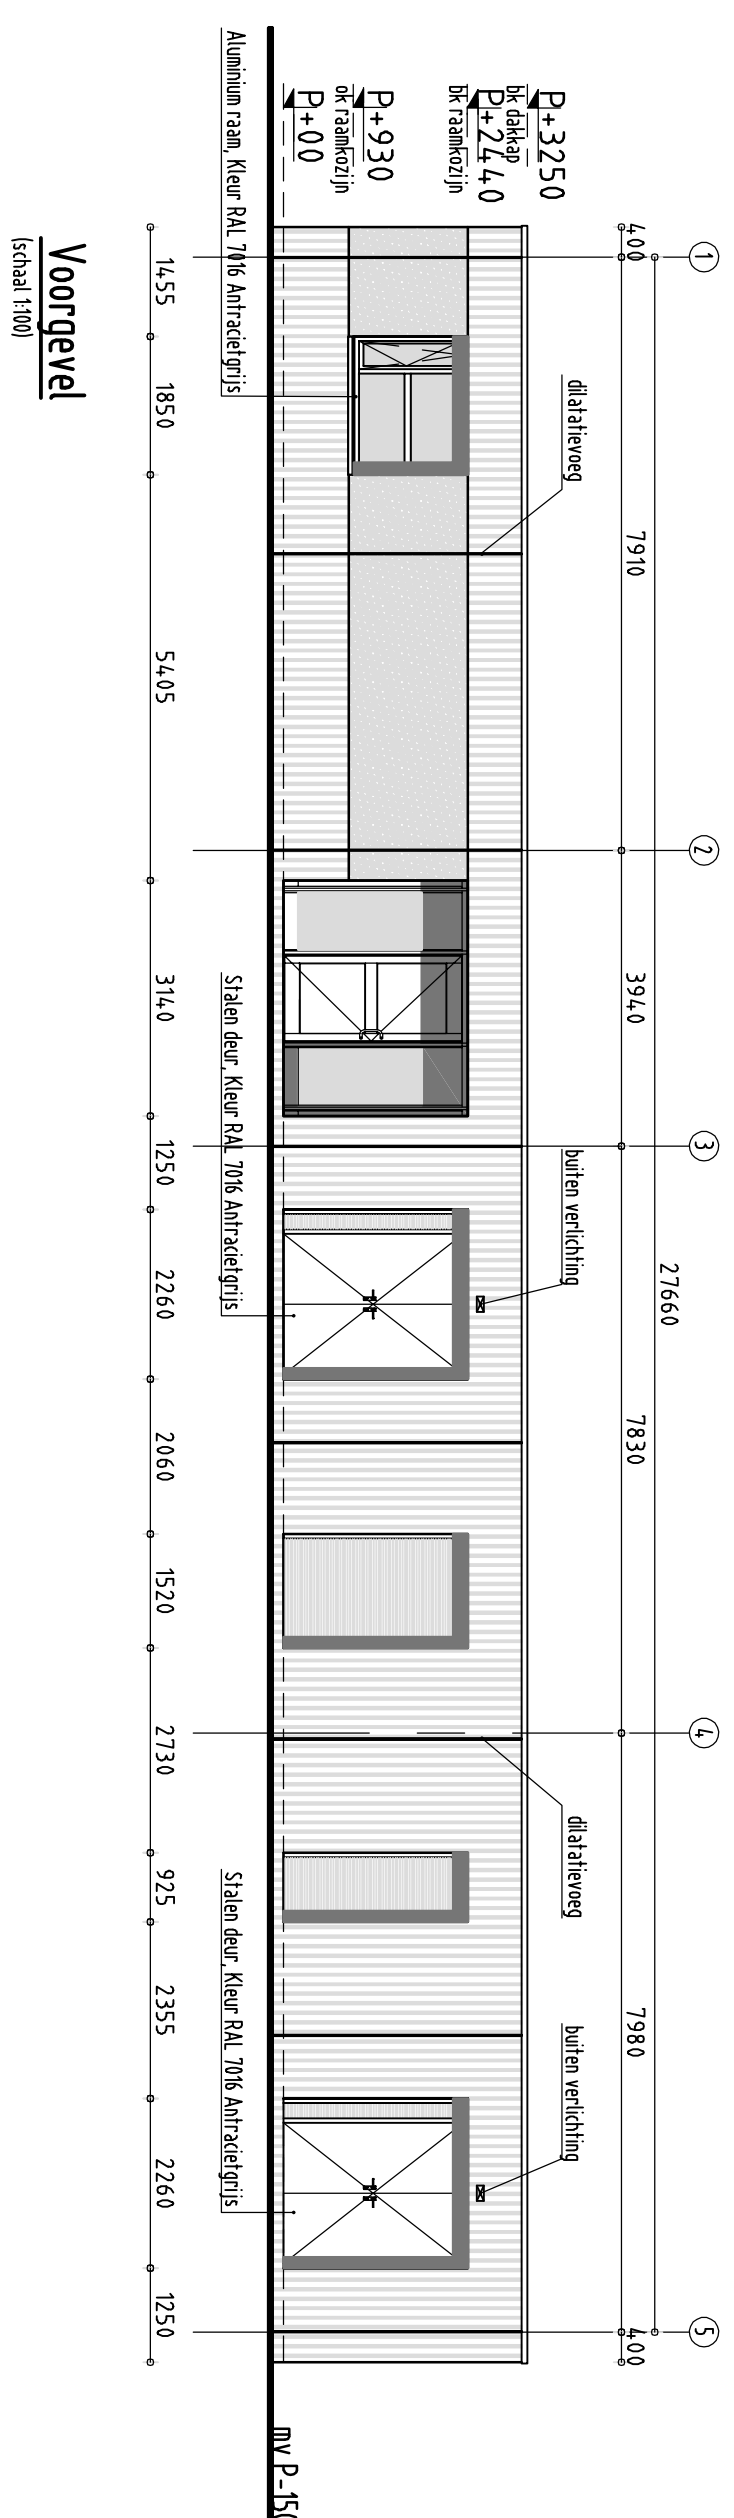 1
2
3
4
5
27660
400
7910
3940
7830
7980
400
P+3250
bk dakkap
P+2440
bk raamkozijn
P+930
ok raamkozijn
P+00
dilatatievoeg
buiten verlichting
dilatatievoeg
buiten verlichting
mv P-150
Aluminium raam, Kleur RAL 7016 Antracietgrijs
Stalen deur, Kleur RAL 7016 Antracietgrijs
Stalen deur, Kleur RAL 7016 Antracietgrijs
1455
1850
5405
3140
1250
2260
2060
1520
2730
925
2355
2260
1250
Voorgevel
(schaal 1:100)